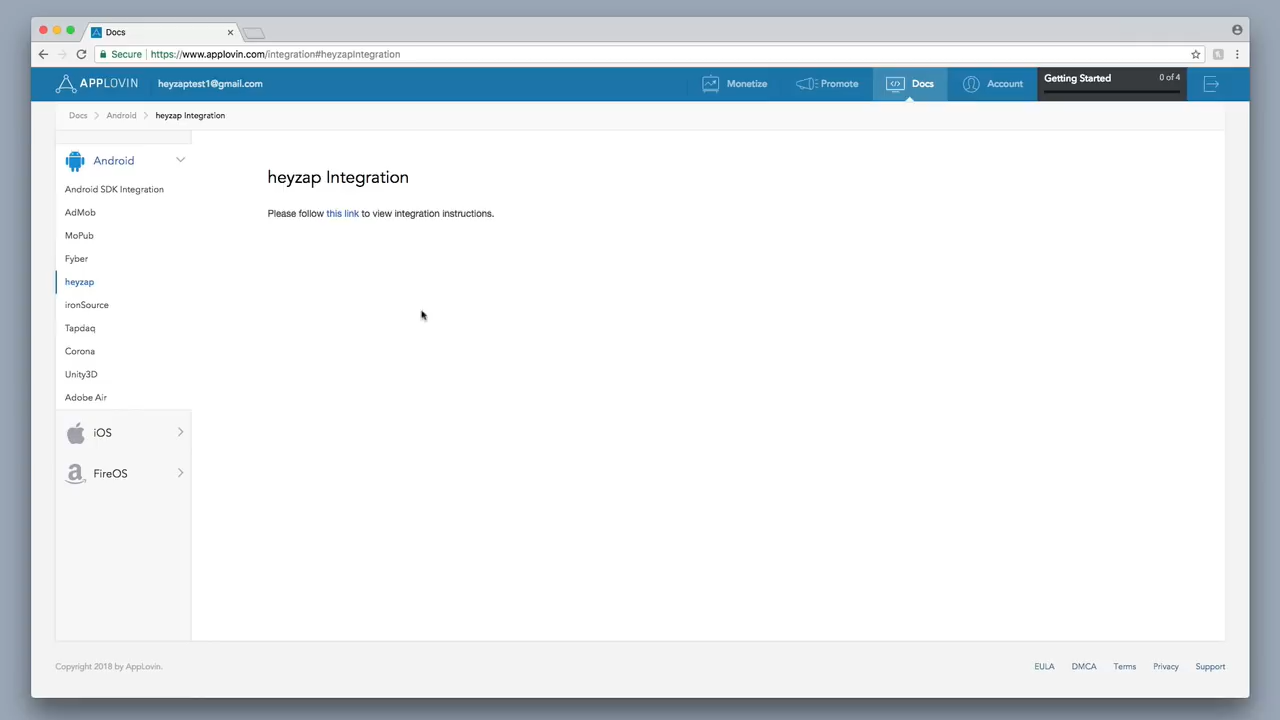 Docs
Secure https://www.applovin.com/integration#heyzapIntegration
APPLOVIN heyzaptest1@gmail.com Monetize Promote Docs Account Getting Started 0 of 4
Docs Android heyzap Integration
Android
Android SDK Integration
AdMob
MoPub
Fyber
heyzap
ironSource
Tapdaq
Corona
Unity3D
Adobe Air
iOS
FireOS
heyzap Integration
Please follow this link to view integration instructions.
Copyright 2018 by AppLovin. EULA DMCA Terms Privacy Support